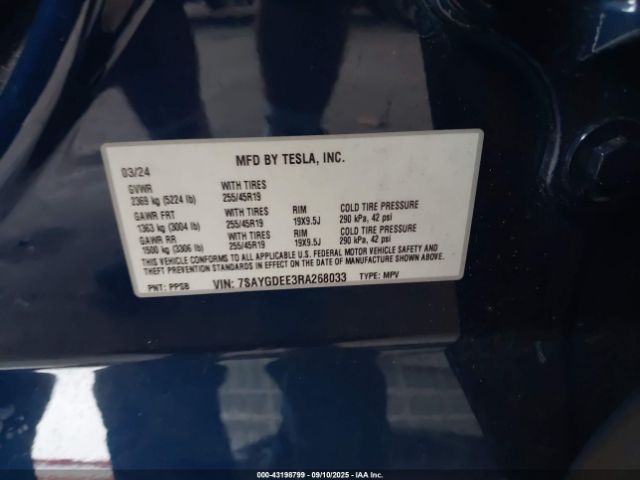 03/24 MFD BY TESLA, INC.
GVWR WITH TIRES
2369 kg (5224 lb) 255/45R19
GAWR FRT WITH TIRES RIM COLD TIRE PRESSURE
1363 kg (3004 lb) 255/45R19 19X9.5J 290 kPa, 42 psi
GAWR RR WITH TIRES RIM COLD TIRE PRESSURE
1500 kg (3306 lb) 255/45R19 19X9.5J 290 kPa, 42 psi
THIS VEHICLE CONFORMS TO ALL APPLICABLE U.S. FEDERAL MOTOR VEHICLE SAFETY AND
THEFT PREVENTION STANDARDS IN EFFECT ON THE DATE OF MANUFACTURE SHOWN ABOVE.
PNT: PPSB VIN: 7SAYGDEE3RA268033 TYPE: MPV
000-43198799 - 09/10/2025 - IAA Inc.